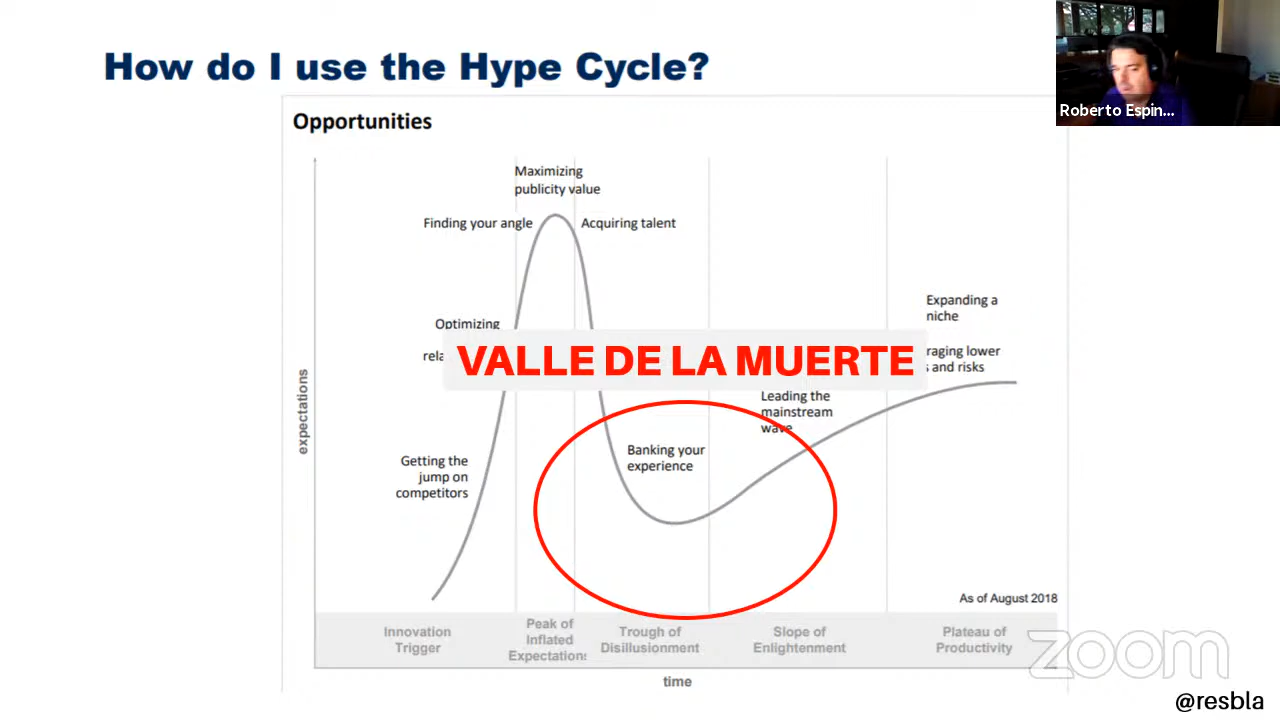 How do I use the Hype Cycle?
Roberto Espin...
Opportunities
Maximizing
publicity value
Finding your angle
Acquiring talent
Optimizing
Expanding a
niche
VALLE DE LA MUERTE
lower
and risks
Leading the
mainstream
wave
Banking your
experience
Getting the
jump on
competitors
expectations
As of August 2018
Innovation
Trigger
Peak of
Inflated
Expectations
Trough of
Disillusionment
Slope of
Enlightenment
Plateau of
Productivity
time
zoom
@resbla